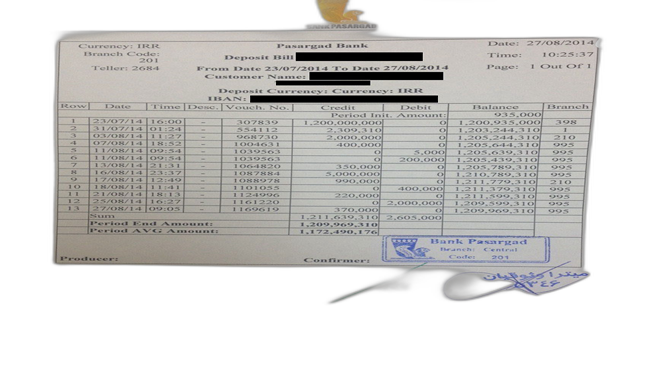 BANK PASARGAD
Currency: IRR Pasargad Bank Date: 27/08/2014
Branch Code: 201 Deposit Bill Time: 10:25:37
Teller: 2684 From Date 23/07/2014 To Date 27/08/2014 Page: 1 Out Of 1
Customer Name:
Deposit Currency: Currency: IRR
IBAN:
Row Date Time Desc. Vouch. No. Credit Debit Balance Branch
Period Init. Amount: 935,000
1 23/07/14 16:00 - 307839 1,200,000,000 0 1,200,935,000 398
2 31/07/14 01:24 - 554112 2,309,310 0 1,203,244,310 1
3 03/08/14 11:27 - 968730 2,000,000 0 1,205,244,310 210
4 07/08/14 18:52 - 1004631 400,000 0 1,205,644,310 995
5 11/08/14 09:54 - 1039563 0 5,000 1,205,639,310 995
6 11/08/14 09:54 - 1039563 0 200,000 1,205,439,310 995
7 13/08/14 21:31 - 1064820 350,000 0 1,205,789,310 995
8 16/08/14 23:37 - 1087884 5,000,000 0 1,210,789,310 995
9 17/08/14 12:49 - 1088978 990,000 0 1,211,779,310 210
10 18/08/14 11:41 - 1101055 0 400,000 1,211,379,310 995
11 21/08/14 18:13 - 1124996 220,000 0 1,211,599,310 995
12 25/08/14 16:27 - 1161220 0 2,000,000 1,209,599,310 995
13 27/08/14 09:05 - 1169619 370,000 0 1,209,969,310 995
Sum 1,211,639,310 2,605,000
Period End Amount: 1,209,969,310
Period AVG Amount: 1,172,490,176
Bank Pasargad
Branch: Central
Code: 201
Producer: Confirmer:
۵۳۴۶